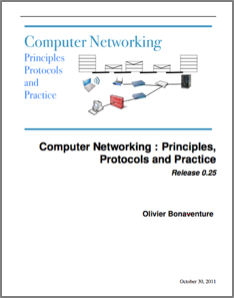 Computer Networking
Principles
Protocols
and
Practice
Computer Networking : Principles,
Protocols and Practice
Release 0.25
Olivier Bonaventure
October 30, 2011